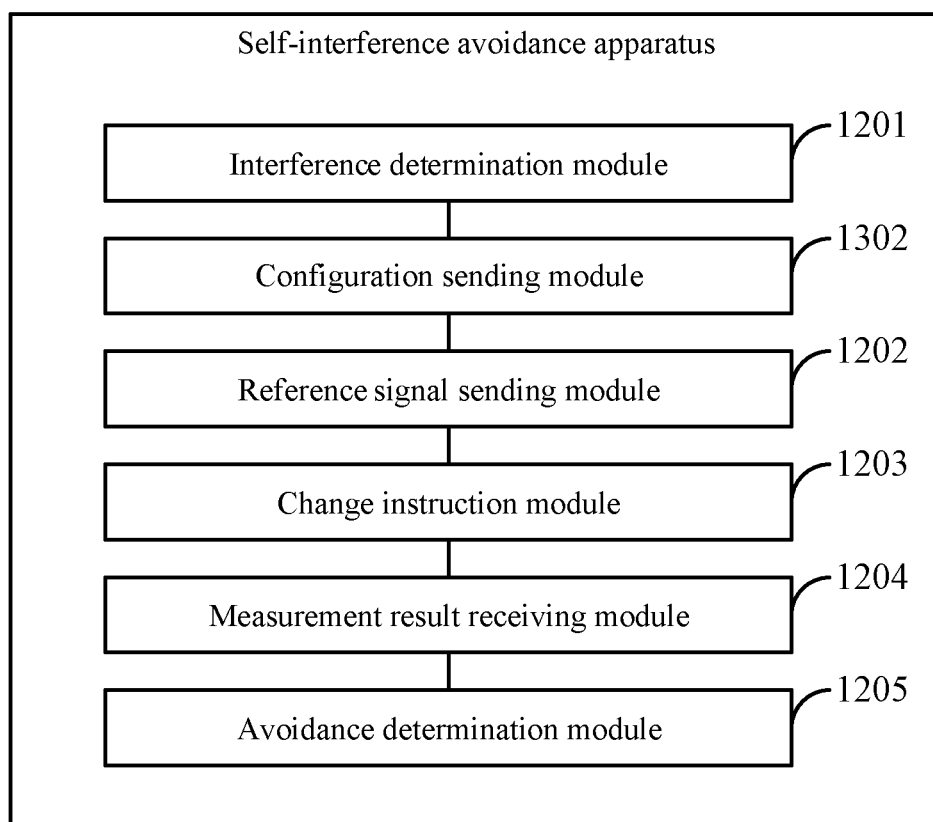 Self-interference avoidance apparatus
1201
Interference determination module
1302
Configuration sending module
1202
Reference signal sending module
1203
Change instruction module
1204
Measurement result receiving module
1205
Avoidance determination module